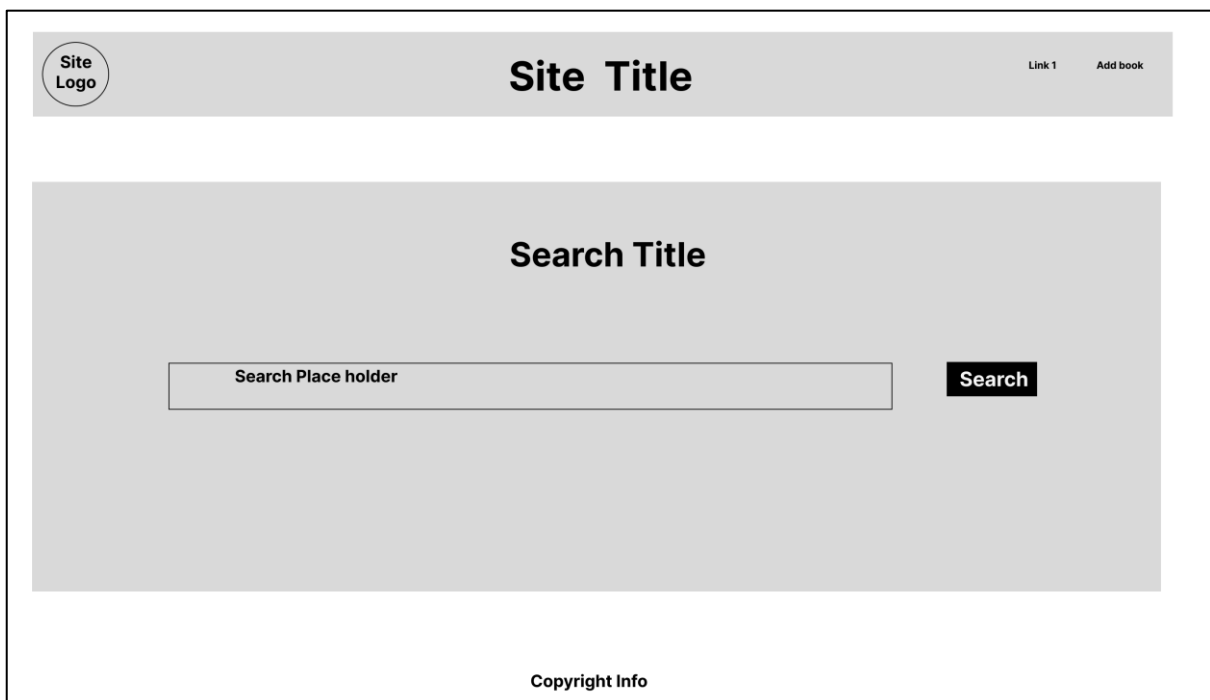 Site
Logo
Site Title
Link 1 Add book
Search Title
Search Place holder
Search
Copyright Info